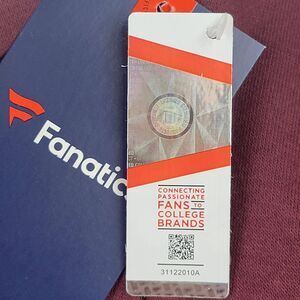 Fanatic
CONNECTING
PASSIONATE
FANS TO
COLLEGE
BRANDS
31122010A